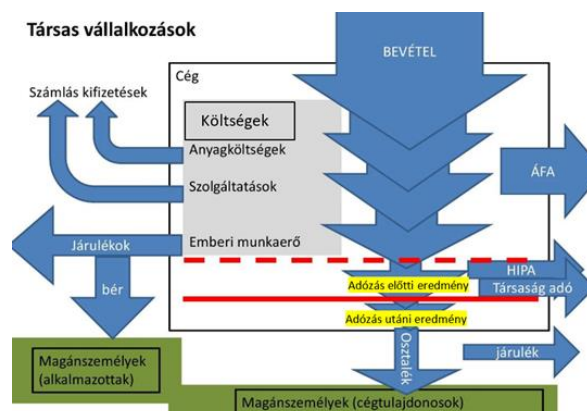 Társas vállalkozások
BEVÉTEL
Cég
Számlás kifizetések
Költségek
Anyagköltségek
Szolgáltatások
ÁFA
Emberi munkaerő
Járulékok
HIPA
Adózás előtti eredmény
Társaság adó
bér
Adózás utáni eredmény
Osztalék
járulék
Magánszemélyek
(alkalmazottak)
Magánszemélyek (cégtulajdonosok)